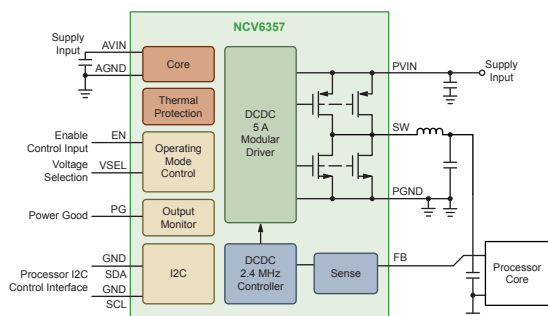 NCV6357
Supply
Input
AVIN
AGND
Core
Thermal
Protection
Enable
Control Input
EN
Voltage
Selection
VSEL
Operating
Mode
Control
Power Good
PG
Output
Monitor
Processor I2C
Control Interface
GND
SDA
GND
SCL
I2C
DCDC
5 A
Modular
Driver
DCDC
2.4 MHz
Controller
Sense
PVIN
Supply
Input
SW
PGND
FB
Processor
Core